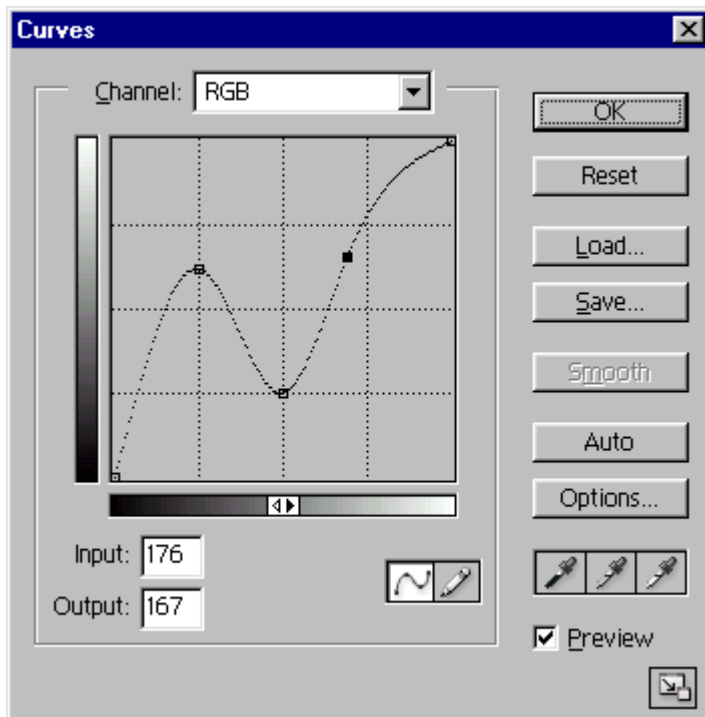 Curves
Channel: RGB
OK
Reset
Load...
Save...
Smooth
Auto
Options...
Input: 176
Output: 167
Preview